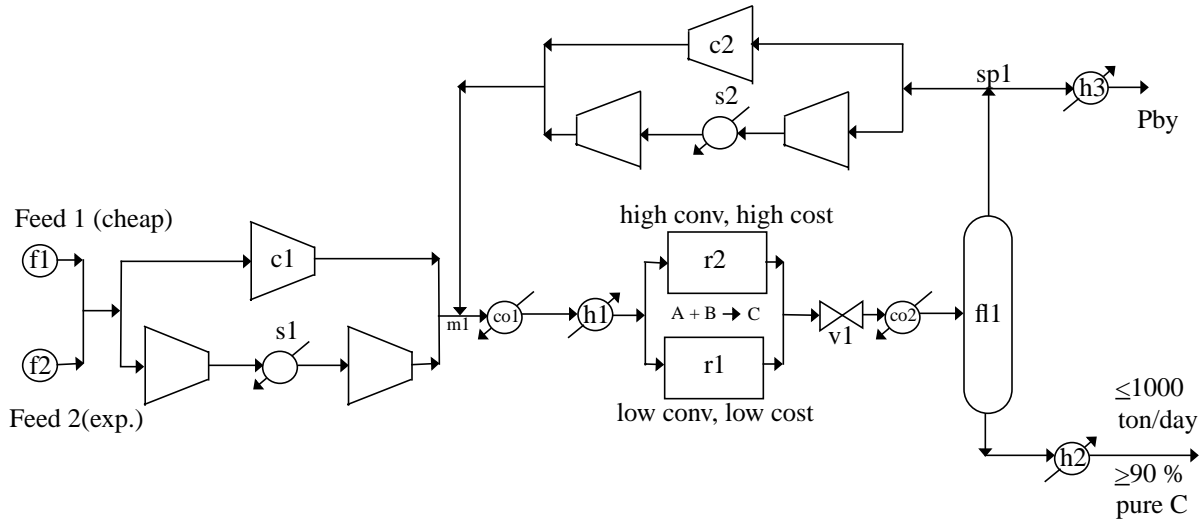 c2
s2
sp1
h3
Pby
Feed 1 (cheap)
f1
c1
s1
f2
Feed 2(exp.)
m1
co1
h1
high conv, high cost
r2
A + B → C
r1
low conv, low cost
v1
co2
fl1
≤1000
ton/day
h2
≥90 %
pure C